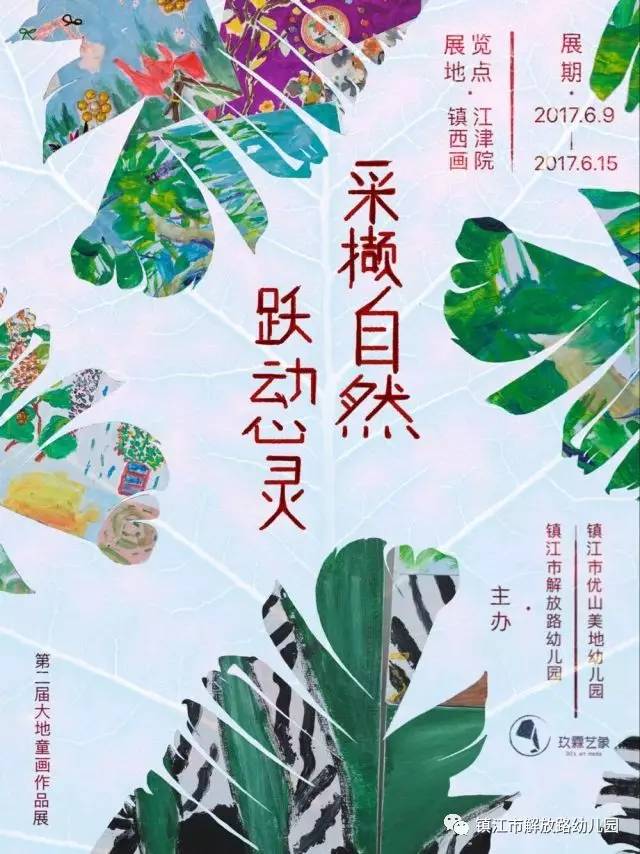 展览
地点·
镇江
西津
画院
展期·
2017.6.9
|
2017.6.15
采撷自然
跃动心灵
主办·
镇江市优山美地幼儿园
镇江市解放路幼儿园
第二届大地童画作品展
玖霖艺象
镇江市解放路幼儿园